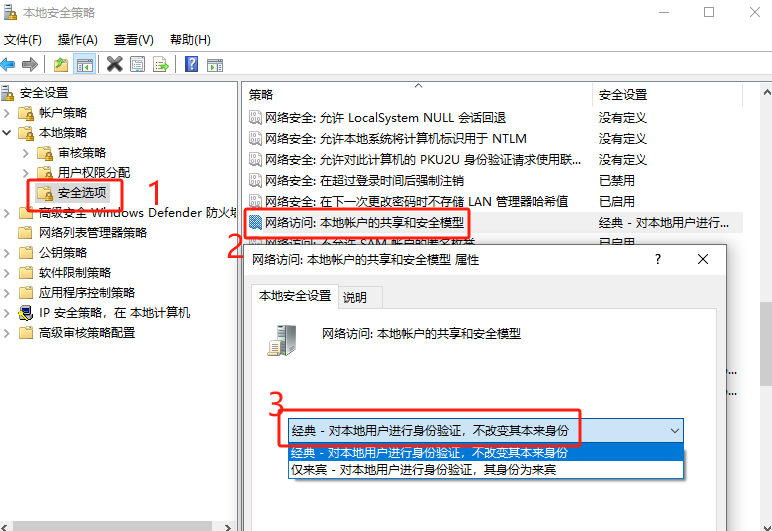 本地安全策略
文件(F) 操作(A) 查看(V) 帮助(H)
安全设置
帐户策略
本地策略
审核策略
用户权限分配
安全选项
1
高级安全 Windows Defender 防火墙
网络列表管理器策略
公钥策略
软件限制策略
应用程序控制策略
IP 安全策略，在 本地计算机
高级审核策略配置
策略 安全设置
网络安全: 允许 LocalSystem NULL 会话回退 没有定义
网络安全: 允许本地系统将计算机标识用于 NTLM 没有定义
网络安全: 允许对此计算机的 PKU2U 身份验证请求使用联... 没有定义
网络安全: 在超过登录时间后强制注销 已禁用
网络安全: 在下一次更改密码时不存储 LAN 管理器哈希值 已启用
网络访问: 本地帐户的共享和安全模型 经典 - 对本地用户进行...
2
网络访问: 不允许 SAM 帐户的匿名枚举 已启用
网络访问: 本地帐户的共享和安全模型 属性
本地安全设置 说明
网络访问: 本地帐户的共享和安全模型
3
经典 - 对本地用户进行身份验证，不改变其本来身份
经典 - 对本地用户进行身份验证，不改变其本来身份
仅来宾 - 对本地用户进行身份验证，其身份为来宾